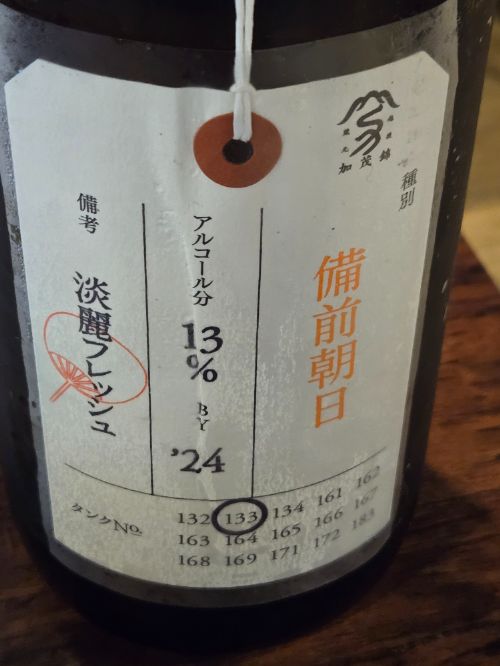 加茂錦
種別
備前朝日
アルコール分
13
%
BY
'24
備考
淡麗フレッシュ
タンクNo.
132 133 134 161 162
163 164 165 166 167
168 169 171 172 183